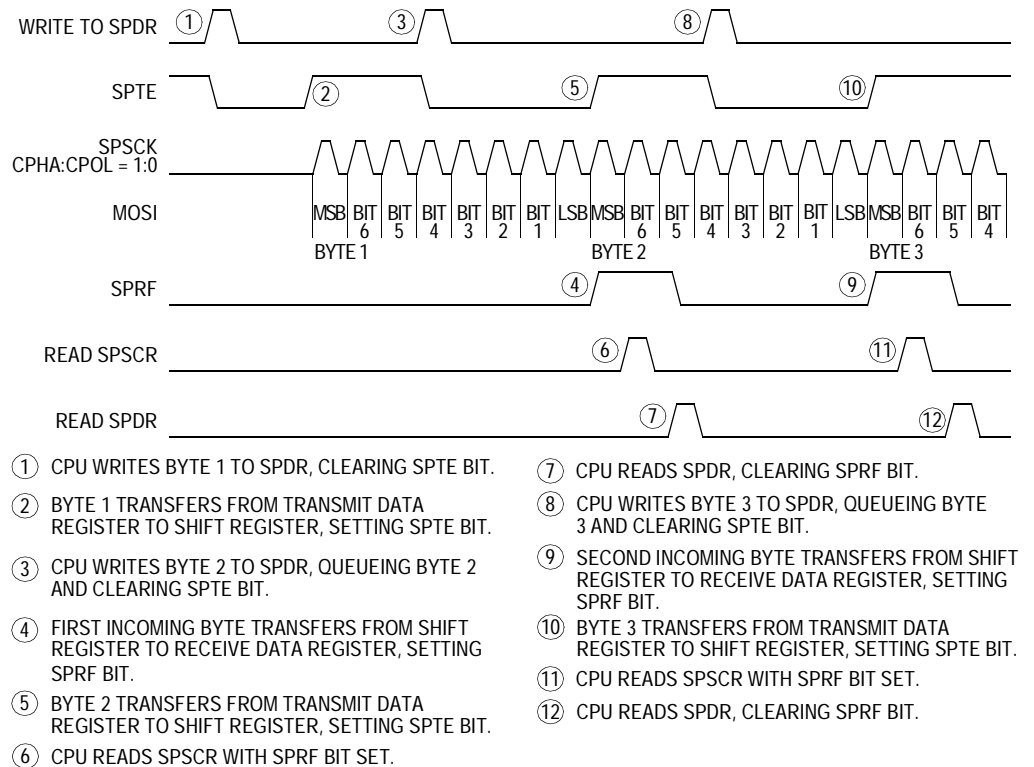 WRITE TO SPDR
1
3
8
SPTE
2
5
10
SPSCK
CPHA:CPOL = 1:0
MOSI
MSB BIT 6 BIT 5 BIT 4 BIT 3 BIT 2 BIT 1 LSB MSB BIT 6 BIT 5 BIT 4 BIT 3 BIT 2 BIT 1 LSB MSB BIT 6 BIT 5 BIT 4
BYTE 1 BYTE 2 BYTE 3
SPRF
4
9
READ SPSCR
6
11
READ SPDR
7
12
1 CPU WRITES BYTE 1 TO SPDR, CLEARING SPTE BIT.
2 BYTE 1 TRANSFERS FROM TRANSMIT DATA
REGISTER TO SHIFT REGISTER, SETTING SPTE BIT.
3 CPU WRITES BYTE 2 TO SPDR, QUEUEING BYTE 2
AND CLEARING SPTE BIT.
4 FIRST INCOMING BYTE TRANSFERS FROM SHIFT
REGISTER TO RECEIVE DATA REGISTER, SETTING
SPRF BIT.
5 BYTE 2 TRANSFERS FROM TRANSMIT DATA
REGISTER TO SHIFT REGISTER, SETTING SPTE BIT.
6 CPU READS SPSCR WITH SPRF BIT SET.
7 CPU READS SPDR, CLEARING SPRF BIT.
8 CPU WRITES BYTE 3 TO SPDR, QUEUEING BYTE
3 AND CLEARING SPTE BIT.
9 SECOND INCOMING BYTE TRANSFERS FROM SHIFT
REGISTER TO RECEIVE DATA REGISTER, SETTING
SPRF BIT.
10 BYTE 3 TRANSFERS FROM TRANSMIT DATA
REGISTER TO SHIFT REGISTER, SETTING SPTE BIT.
11 CPU READS SPSCR WITH SPRF BIT SET.
12 CPU READS SPDR, CLEARING SPRF BIT.